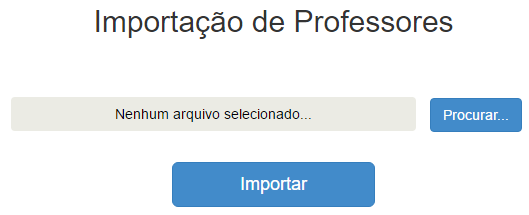 Importação de Professores
Nenhum arquivo selecionado... Procurar...
Importar